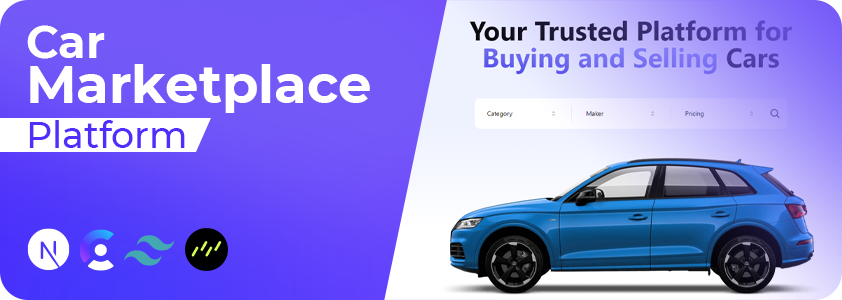 Car
Marketplace
Platform
N
Your Trusted Platform for
Buying and Selling Cars
Category
Maker
Pricing